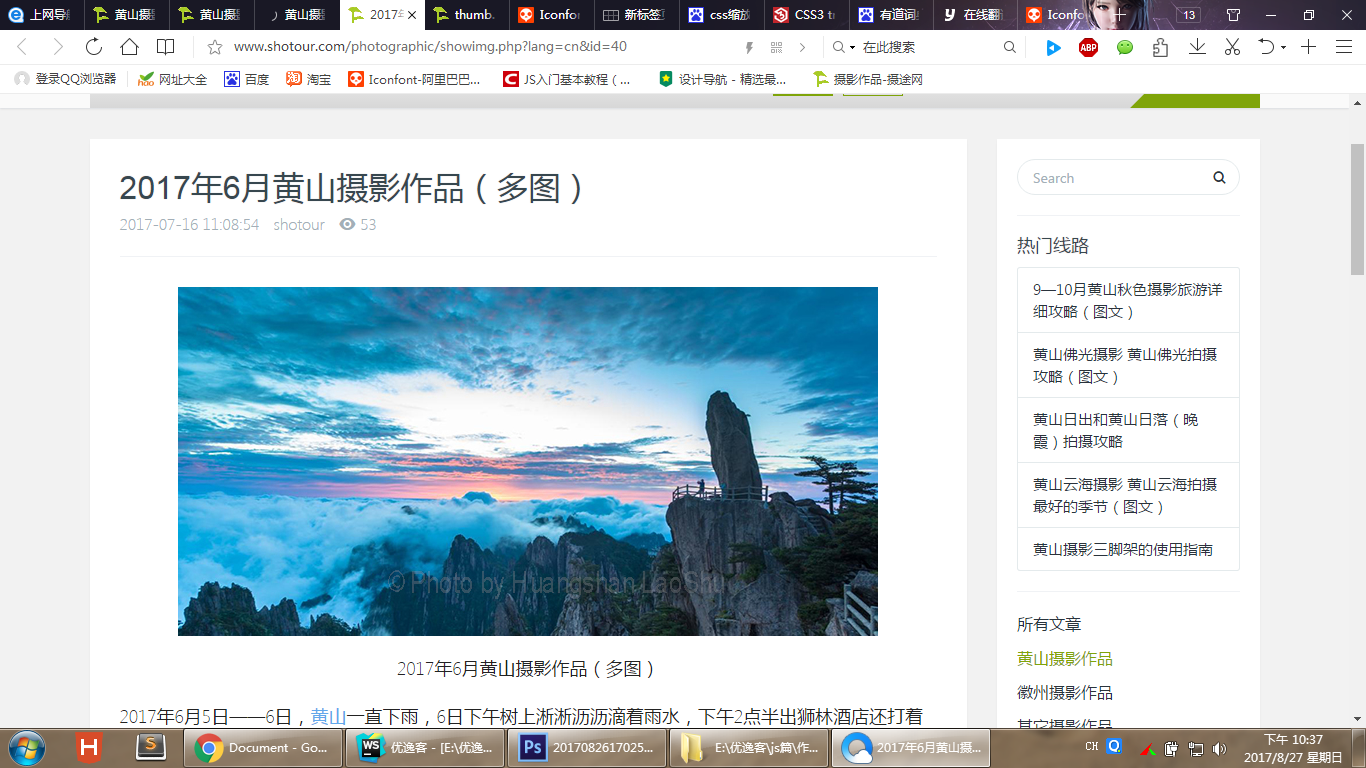 上网导
黄山摄影
黄山摄影
黄山摄影
2017年
thumb.
Iconfo
新标签
css缩放
CSS3 t
有道词
在线翻
Iconfo
13
www.shotour.com/photographic/showimg.php?lang=cn&id=40
在此搜索
ABP
登录QQ浏览器
网址大全
百度
淘宝
Iconfont-阿里巴巴...
JS入门基本教程（...
设计导航 - 精选最...
摄影作品-摄途网
2017年6月黄山摄影作品（多图）
2017-07-16 11:08:54 shotour 53
© Photo by Huangshan LaoShu
2017年6月黄山摄影作品（多图）
2017年6月5日——6日，黄山一直下雨，6日下午树上淅淅沥沥滴着雨水，下午2点半出狮林酒店还打着
Search
热门线路
9—10月黄山秋色摄影旅游详
细攻略（图文）
黄山佛光摄影 黄山佛光拍摄
攻略（图文）
黄山日出和黄山日落（晚
霞）拍摄攻略
黄山云海摄影 黄山云海拍摄
最好的季节（图文）
黄山摄影三脚架的使用指南
所有文章
黄山摄影作品
徽州摄影作品
其它摄影作品
Document - Go...
优逸客 - [E:\优逸...
2017082617025...
E:\优逸客\js篇\作...
2017年6月黄山摄...
CH
下午 10:37
2017/8/27 星期日